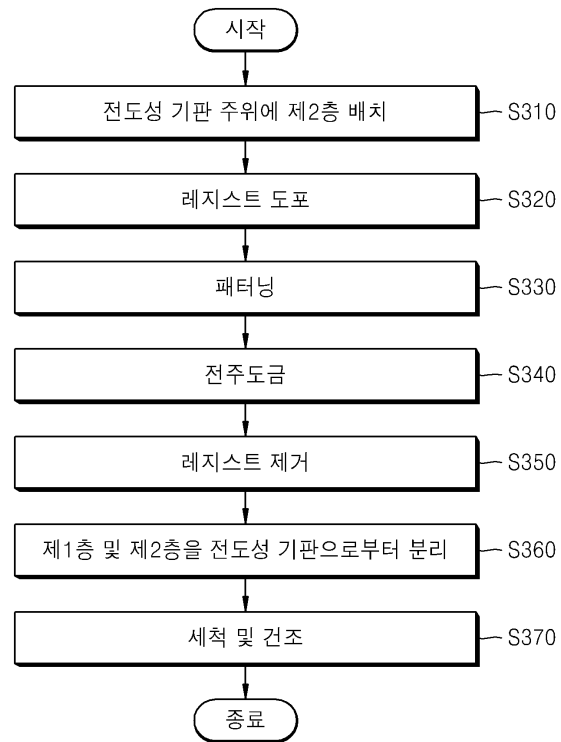 시작
전도성 기판 주위에 제2층 배치
S310
레지스트 도포
S320
패터닝
S330
전주도금
S340
레지스트 제거
S350
제1층 및 제2층을 전도성 기판으로부터 분리
S360
세척 및 건조
S370
종료